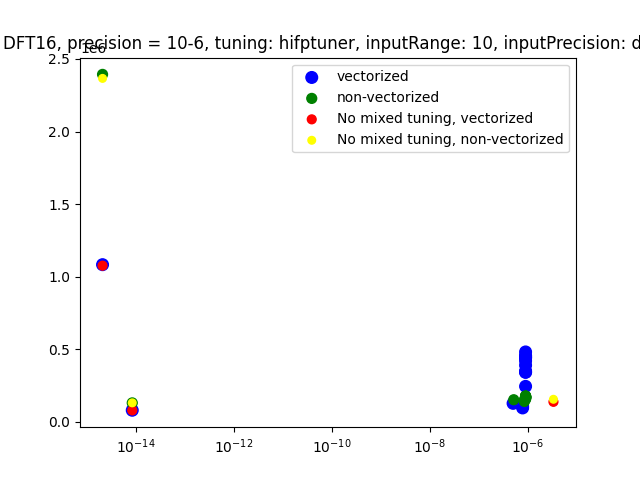 DFT16, precision = 10-6, tuning: hifptuner, inputRange: 10, inputPrecision: d
1e6
2.5
2.0
1.5
1.0
0.5
0.0
vectorized
non-vectorized
No mixed tuning, vectorized
No mixed tuning, non-vectorized
10⁻¹⁴ 10⁻¹² 10⁻¹⁰ 10⁻⁸ 10⁻⁶